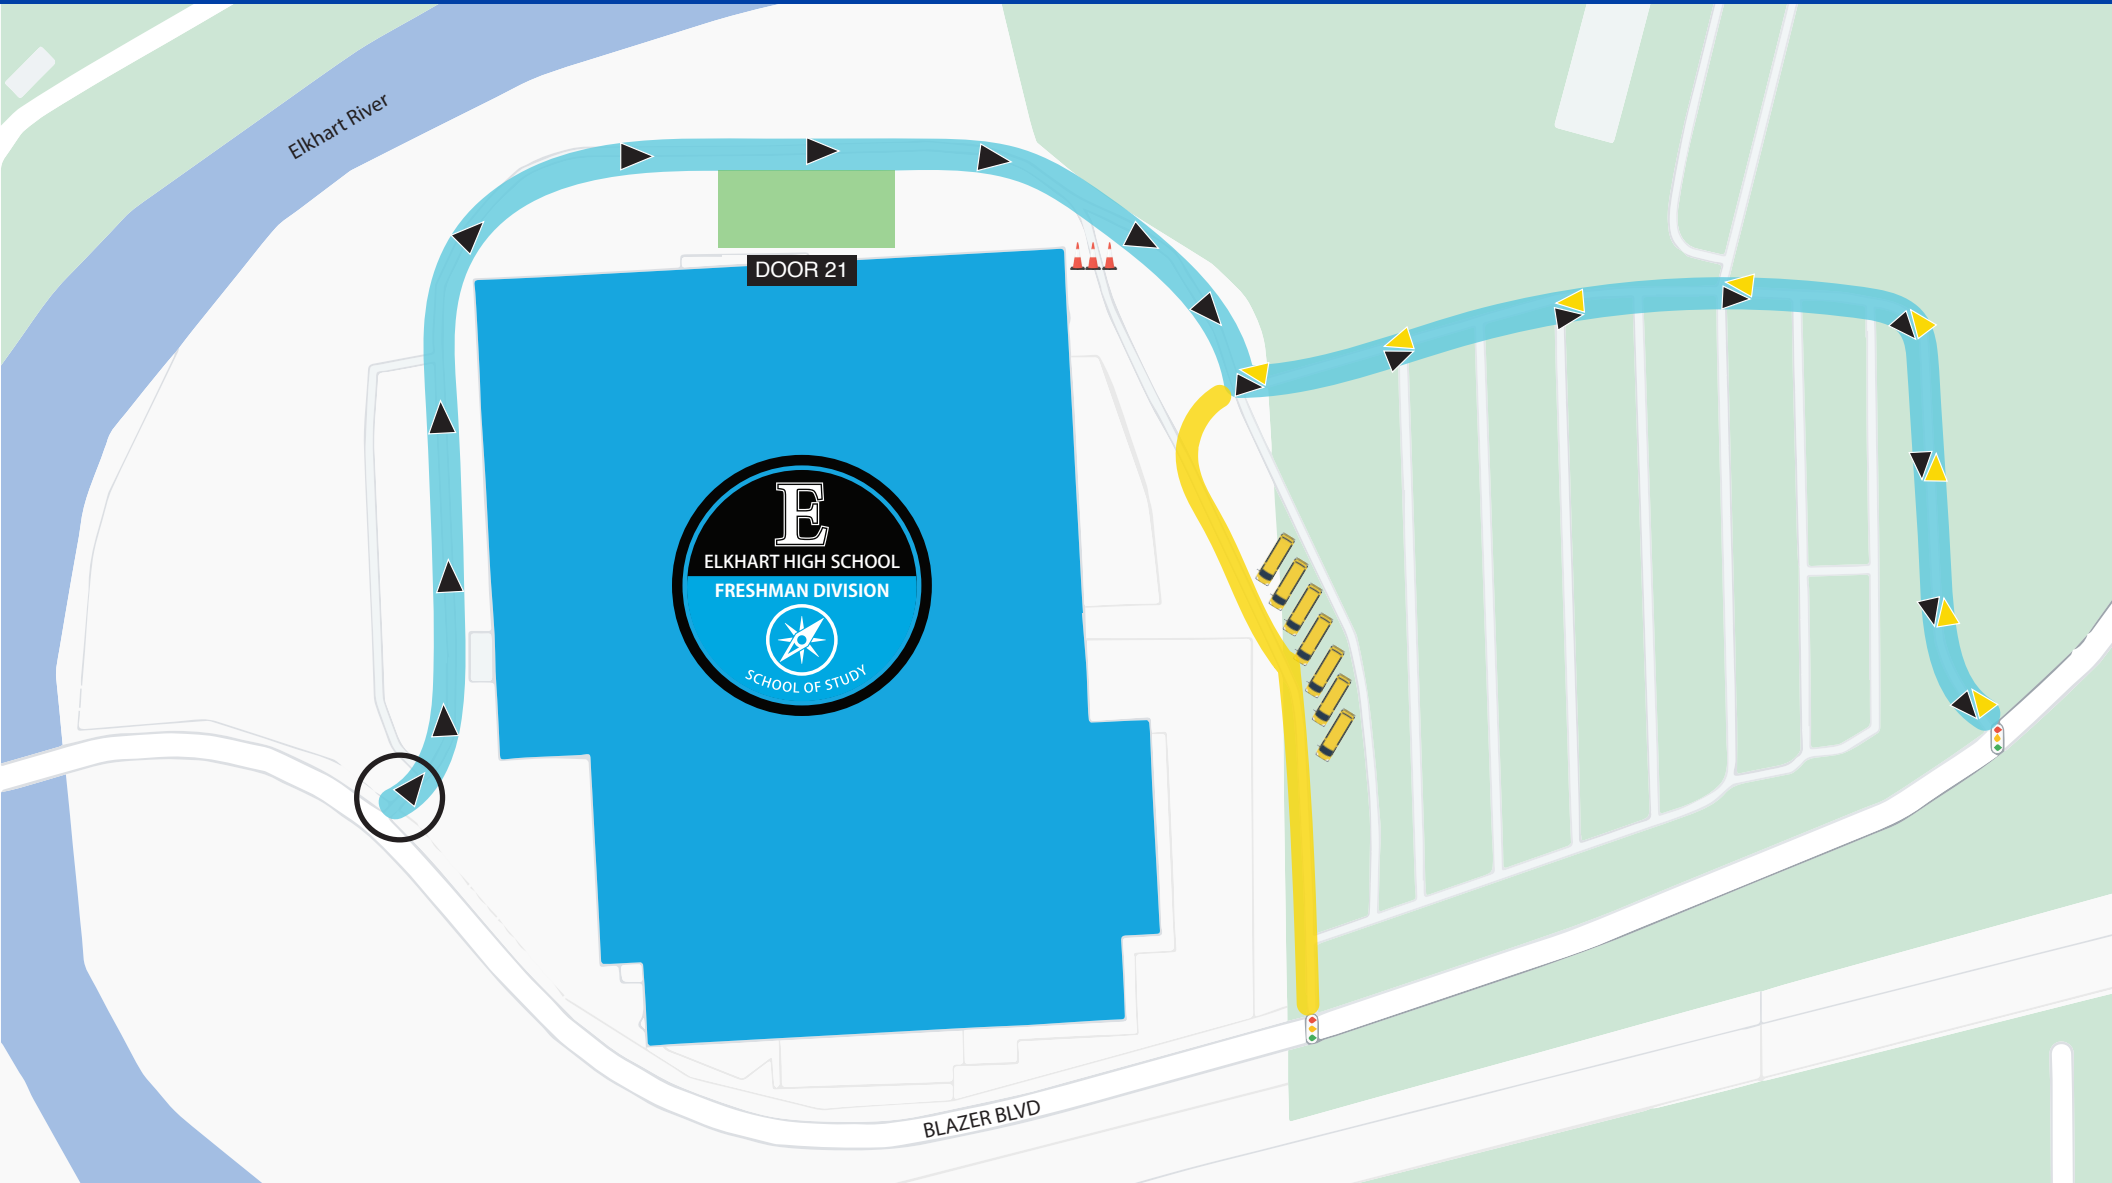 Elkhart River
DOOR 21
E
ELKHART HIGH SCHOOL
FRESHMAN DIVISION
SCHOOL OF STUDY
BLAZER BLVD